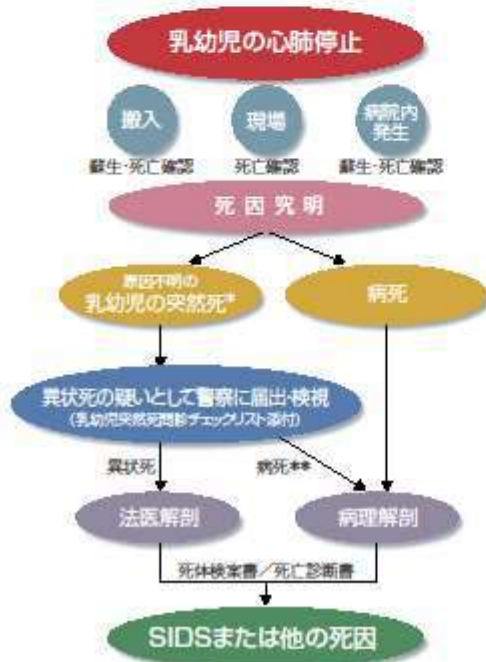 乳幼児の心肺停止
搬入
現場
病院内
発生
蘇生・死亡確認
死亡確認
蘇生・死亡確認
死因究明
原因不明の
乳幼児の突然死*
病死
異状死の疑いとして警察に届出・検視
(乳幼児突然死問診チェックリスト添付)
異状死
病死**
法医解剖
病理解剖
死体検案書／死亡診断書
SIDSまたは他の死因